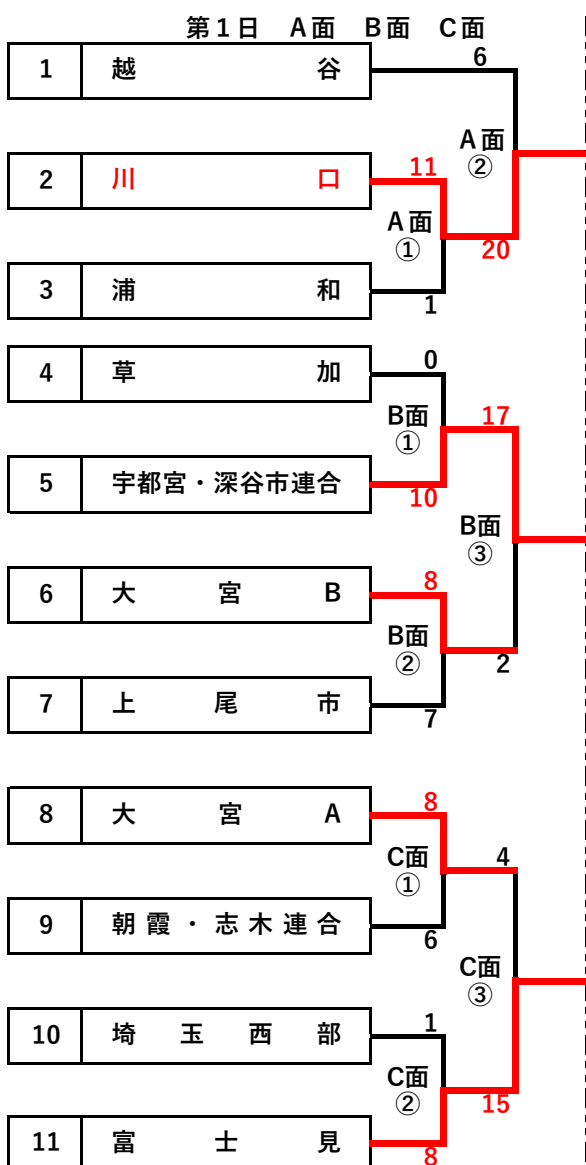 第1日 A面 B面 C面
6
1 越谷
A面
②
2 川口 11
A面
①
20
3 浦和
1
4 草加 0
B面
①
17
5 宇都宮・深谷市連合
10
B面
③
6 大宮B 8
B面
②
2
7 上尾市
7
8 大宮A 8
C面
①
4
9 朝霞・志木連合
6
C面
③
10 埼玉西部 1
C面
②
15
11 富士見
8